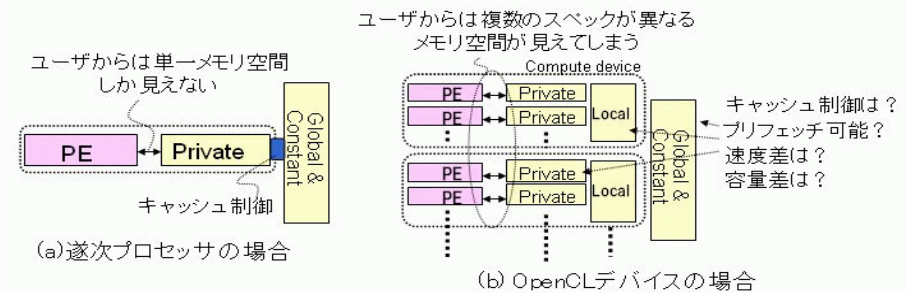 ユーザからは単一メモリ空間
しか見えない
PE
Private
Global &
Constant
キャッシュ制御
(a)逐次プロセッサの場合
ユーザからは複数のスペックが異なる
メモリ空間が見えてしまう
Compute device
PE
Private
PE
Private
Local
PE
Private
PE
Private
Local
Global &
Constant
キャッシュ制御は?
プリフェッチ可能?
速度差は?
容量差は?
(b) OpenCLデバイスの場合